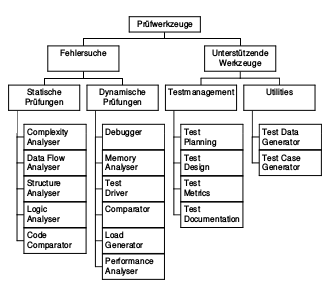 Prüfwerkzeuge
Fehlersuche
Unterstützende
Werkzeuge
Statische
Prüfungen
Dynamische
Prüfungen
Testmanagement
Utilities
Complexity
Analyser
Data Flow
Analyser
Structure
Analyser
Logic
Analyser
Code
Comparator
Debugger
Memory
Analyser
Test
Driver
Comparator
Load
Generator
Performance
Analyser
Test
Planning
Test
Design
Test
Metrics
Test
Documentation
Test Data
Generator
Test Case
Generator